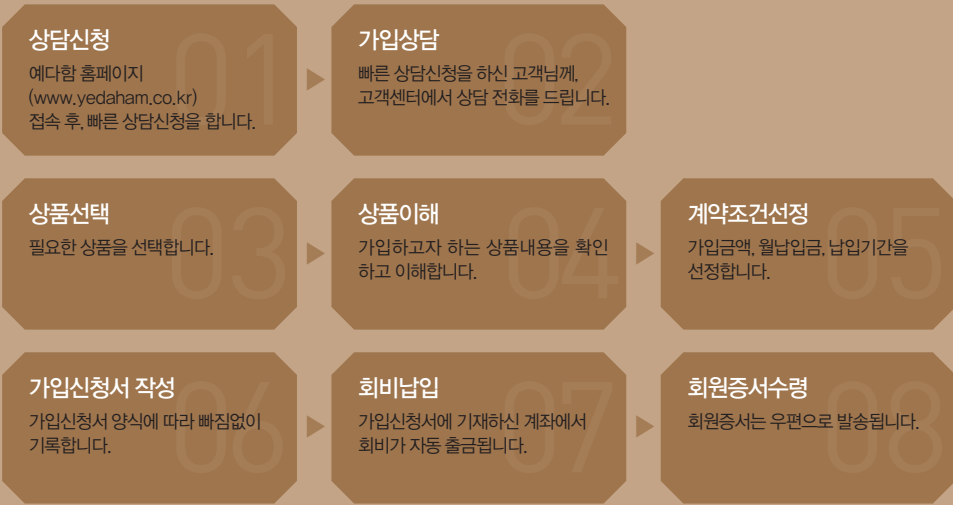 01
상담신청
예다함 홈페이지
(www.yedaham.co.kr)
접속 후, 빠른 상담신청을 합니다.
02
가입상담
빠른 상담신청을 하신 고객님께,
고객센터에서 상담 전화를 드립니다.
03
상품선택
필요한 상품을 선택합니다.
04
상품이해
가입하고자 하는 상품내용을 확인
하고 이해합니다.
05
계약조건선정
가입금액, 월납입금, 납입기간을
선정합니다.
06
가입신청서 작성
가입신청서 양식에 따라 빠짐없이
기록합니다.
07
회비납입
가입신청서에 기재하신 계좌에서
회비가 자동 출금됩니다.
08
회원증서수령
회원증서는 우편으로 발송됩니다.